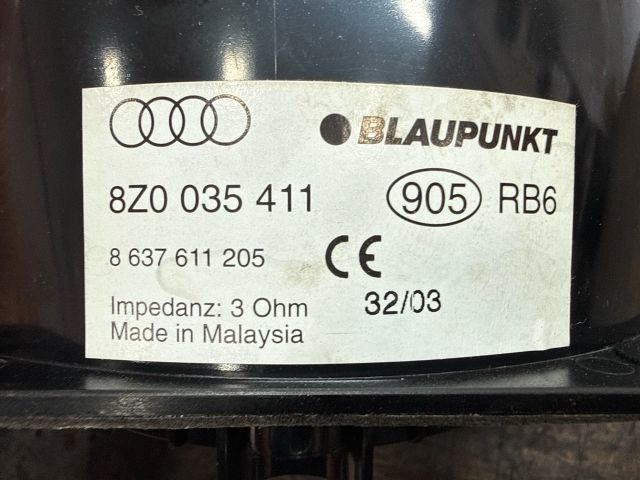 BLAUPUNKT
8Z0 035 411 905 RB6
8 637 611 205 CE
Impedanz: 3 Ohm 32/03
Made in Malaysia